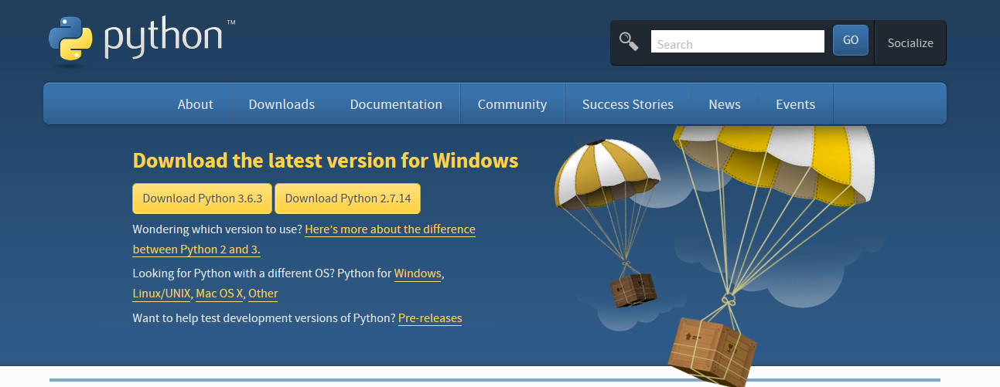 python™
Search
GO
Socialize
About
Downloads
Documentation
Community
Success Stories
News
Events
Download the latest version for Windows
Download Python 3.6.3
Download Python 2.7.14
Wondering which version to use? Here's more about the difference
between Python 2 and 3.
Looking for Python with a different OS? Python for Windows,
Linux/UNIX, Mac OS X, Other
Want to help test development versions of Python? Pre-releases